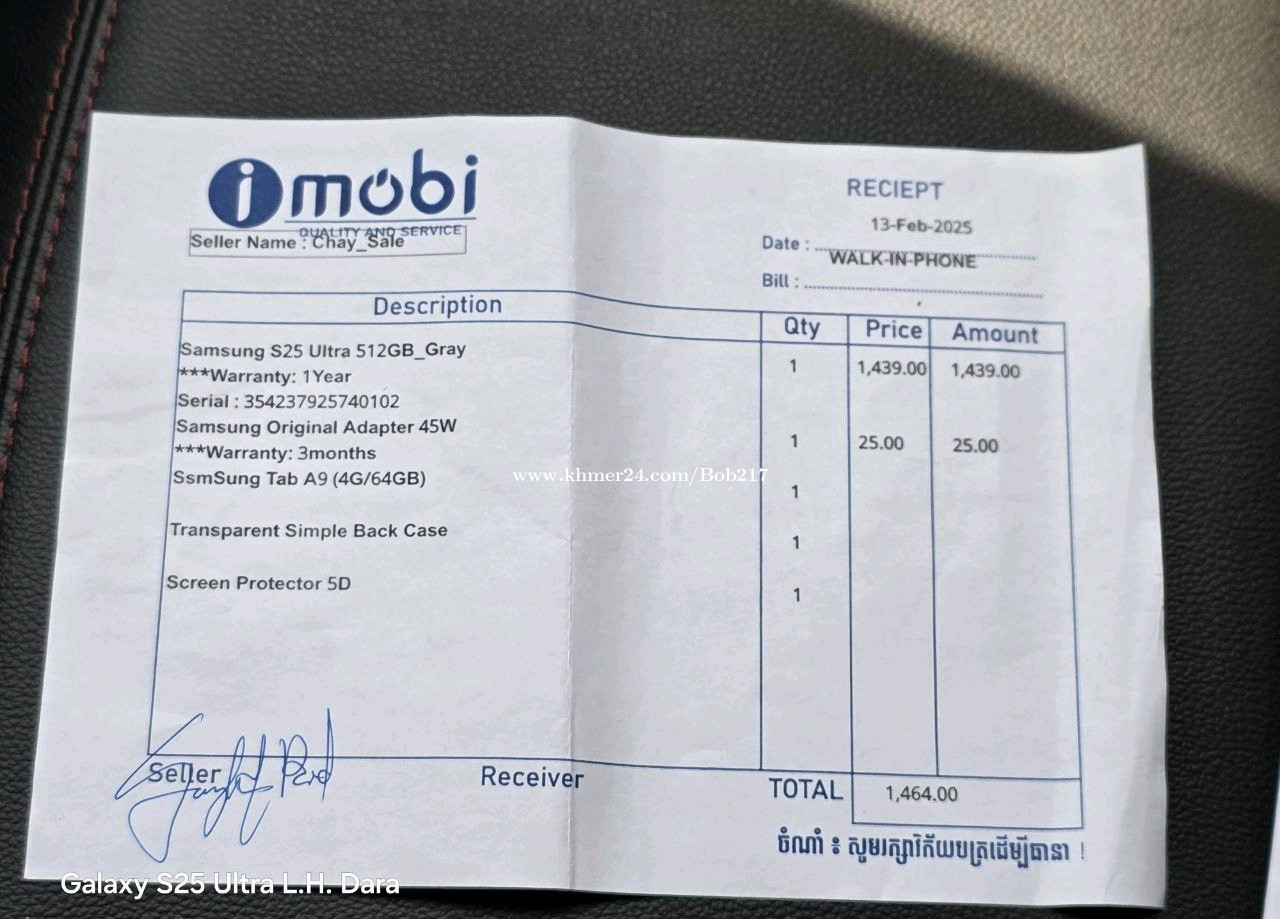 i mobi
QUALITY AND SERVICE
Seller Name : Chay_Sale
RECIEPT
13-Feb-2025
Date :
WALK-IN-PHONE
Bill :
Description Qty Price Amount
Samsung S25 Ultra 512GB_Gray 1 1,439.00 1,439.00
***Warranty: 1Year
Serial : 354237925740102
Samsung Original Adapter 45W 1 25.00 25.00
***Warranty: 3months
SsmSung Tab A9 (4G/64GB) 1
www.khmer24.com/Bob217
Transparent Simple Back Case 1
Screen Protector 5D 1
Seller Receiver TOTAL 1,464.00
Paid
ចំណាំ ៖ សូមរក្សាវិក័យបត្រដើម្បីធានា !
Galaxy S25 Ultra L.H. Dara